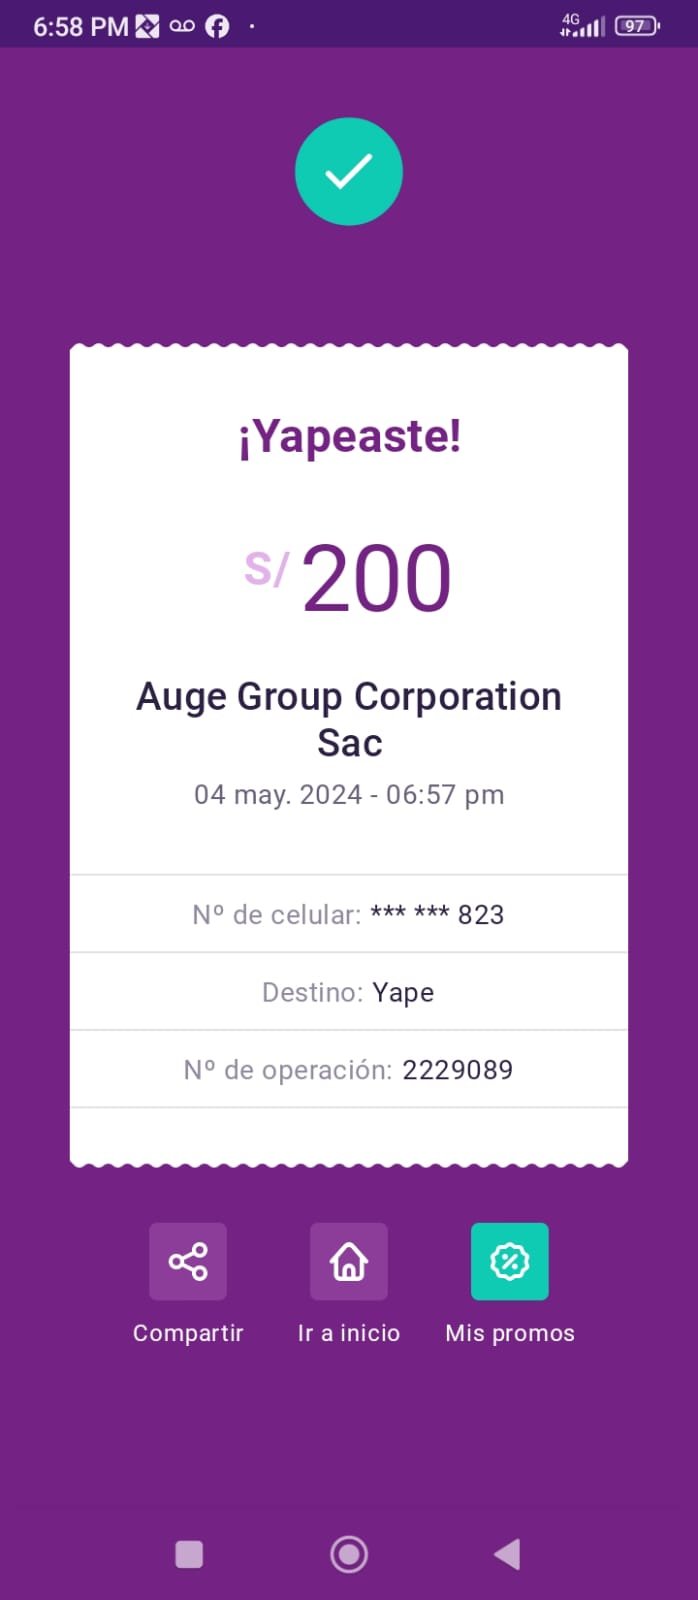 6:58 PM
4G
97
¡Yapeaste!
S/ 200
Auge Group Corporation
Sac
04 may. 2024 - 06:57 pm
Nº de celular: *** *** 823
Destino: Yape
Nº de operación: 2229089
Compartir
Ir a inicio
Mis promos